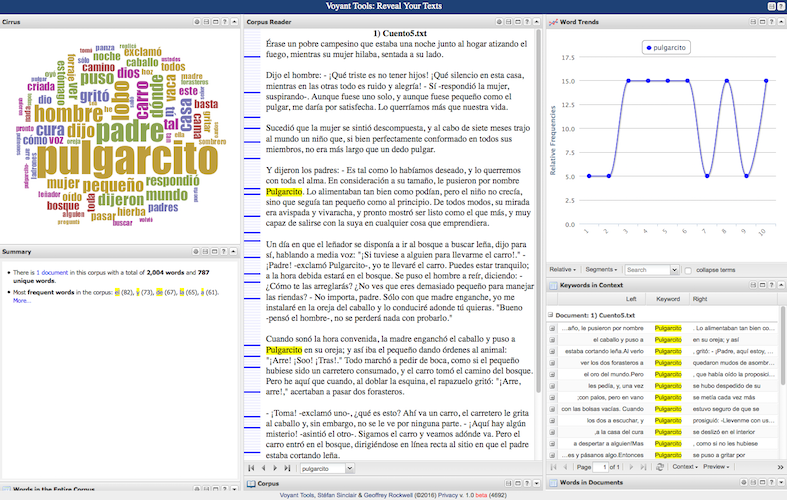 Voyant Tools: Reveal Your Texts
Cirrus
pulgarcito
padre
hombre
lobo
carro
dónde
casa
puso
pequeño
dijo
cura
gritó
dijeron
mujer
respondió
mundo
bosque
vaca
cama
tal
Dios
dio
voz
cómo
criada
estómago
camino
noche
exclamó
caballo
este
basta
gritar
oído
toda
pasar
hierba
padres
buscar
alguien
leñador
ladrones
sombrero
forasteros
madre
todos
ustedes
hoz
sólo
Summary
There is 1 document in this corpus with a total of 2,004 words and 787
unique words.
Most frequent words in the corpus: el (82), y (73), de (67), la (65), a (61).
More...
Words in the Entire Corpus
Corpus Reader
1) Cuento5.txt
Érase un pobre campesino que estaba una noche junto al hogar atizando el
fuego, mientras su mujer hilaba, sentada a su lado.
Dijo el hombre: - ¡Qué triste es no tener hijos! ¡Qué silencio en esta casa,
mientras en las otras todo es ruido y alegría! - Sí -respondió la mujer,
suspirando-. Aunque fuese uno solo, y aunque fuese pequeño como el
pulgar, me daría por satisfecha. Lo querríamos más que nuestra vida.
Sucedió que la mujer se sintió descompuesta, y al cabo de siete meses trajo
al mundo un niño que, si bien perfectamente conformado en todos sus
miembros, no era más largo que un dedo pulgar.
Y dijeron los padres: - Es tal como lo habíamos deseado, y lo querremos
con toda el alma. En consideración a su tamaño, le pusieron por nombre
Pulgarcito. Lo alimentaban tan bien como podían, pero el niño no crecía,
sino que seguía tan pequeño como al principio. De todos modos, su mirada
era avispada y vivaracha, y pronto mostró ser listo como el que más, y muy
capaz de salirse con la suya en cualquier cosa que emprendiera.
Un día en que el leñador se disponía a ir al bosque a buscar leña, dijo para
sí, hablando a media voz: "¡Si tuviese a alguien para llevarme el carro!." -
¡Padre! -exclamó Pulgarcito-, yo te llevaré el carro. Puedes estar tranquilo;
a la hora debida estará en el bosque. Se puso el hombre a reír, diciendo: -
¿Cómo te las arreglarás? ¿No ves que eres demasiado pequeño para manejar
las riendas? - No importa, padre. Sólo con que madre enganche, yo me
instalaré en la oreja del caballo y lo conduciré adonde tú quieras. "Bueno
-pensó el hombre-, no se perderá nada con probarlo."
Cuando sonó la hora convenida, la madre enganchó el caballo y puso a
Pulgarcito en su oreja; y así iba el pequeño dando órdenes al animal:
"¡Arre! ¡Soo! ¡Tras!." Todo marchó a pedir de boca, como si el pequeño
hubiese sido un carretero consumado, y el carro tomó el camino del bosque.
Pero he aquí que cuando, al doblar la esquina, el rapazuelo gritó: "¡Arre,
arre!," acertaban a pasar dos forasteros.
- ¡Toma! -exclamó uno-, ¿qué es esto? Ahí va un carro, el carretero le grita
al caballo y, sin embargo, no se le ve por ninguna parte. - ¡Aquí hay algún
misterio! -asintió el otro-. Sigamos el carro y veamos adónde va. Pero el
carro entró en el bosque, dirigiéndose en línea recta al sitio en que el padre
estaba cortando leña.
pulgarcito
Corpus
Word Trends
pulgarcito
17.5
15.0
12.5
10.0
7.5
5.0
2.5
0.0
Relative Frequencies
1 2 3 4 5 6 7 8 9 10
Relative Segments Search collapse terms
Keywords in Context
Left Keyword Right
Document: 1) Cuento5.txt
...año, le pusieron por nombre Pulgarcito . Lo alimentaban tan bien co...
el caballo y puso a Pulgarcito en su oreja; y así
estaba cortando leña.Al verlo Pulgarcito , gritó: - ¡Padre, aquí estoy, ...
ver los dos forasteros a Pulgarcito quedaron mudos de asomb...
el oro del mundo.Pero Pulgarcito , que había oído la proposici...
les pedía, y, una vez Pulgarcito se hubo despedido de su
;con palos, pero en vano Pulgarcito se metía cada vez más
con las bolsas vacías. Cuando Pulgarcito estuvo seguro de que se
los dos a escuchar, y Pulgarcito prosiguió: -Llevenme con us...
,a la casa del cura Pulgarcito se deslizó en el interior
a despertar a alguien!Mas Pulgarcito , como si no les hubiese
...es y pásanos algo.Entonces Pulgarcito se puso a gritar por
Page 1 of 1 Context Preview
Words in Documents
Voyant Tools, Stéfan Sinclair & Geoffrey Rockwell (©2016) Privacy v. 1.0 beta (4692)